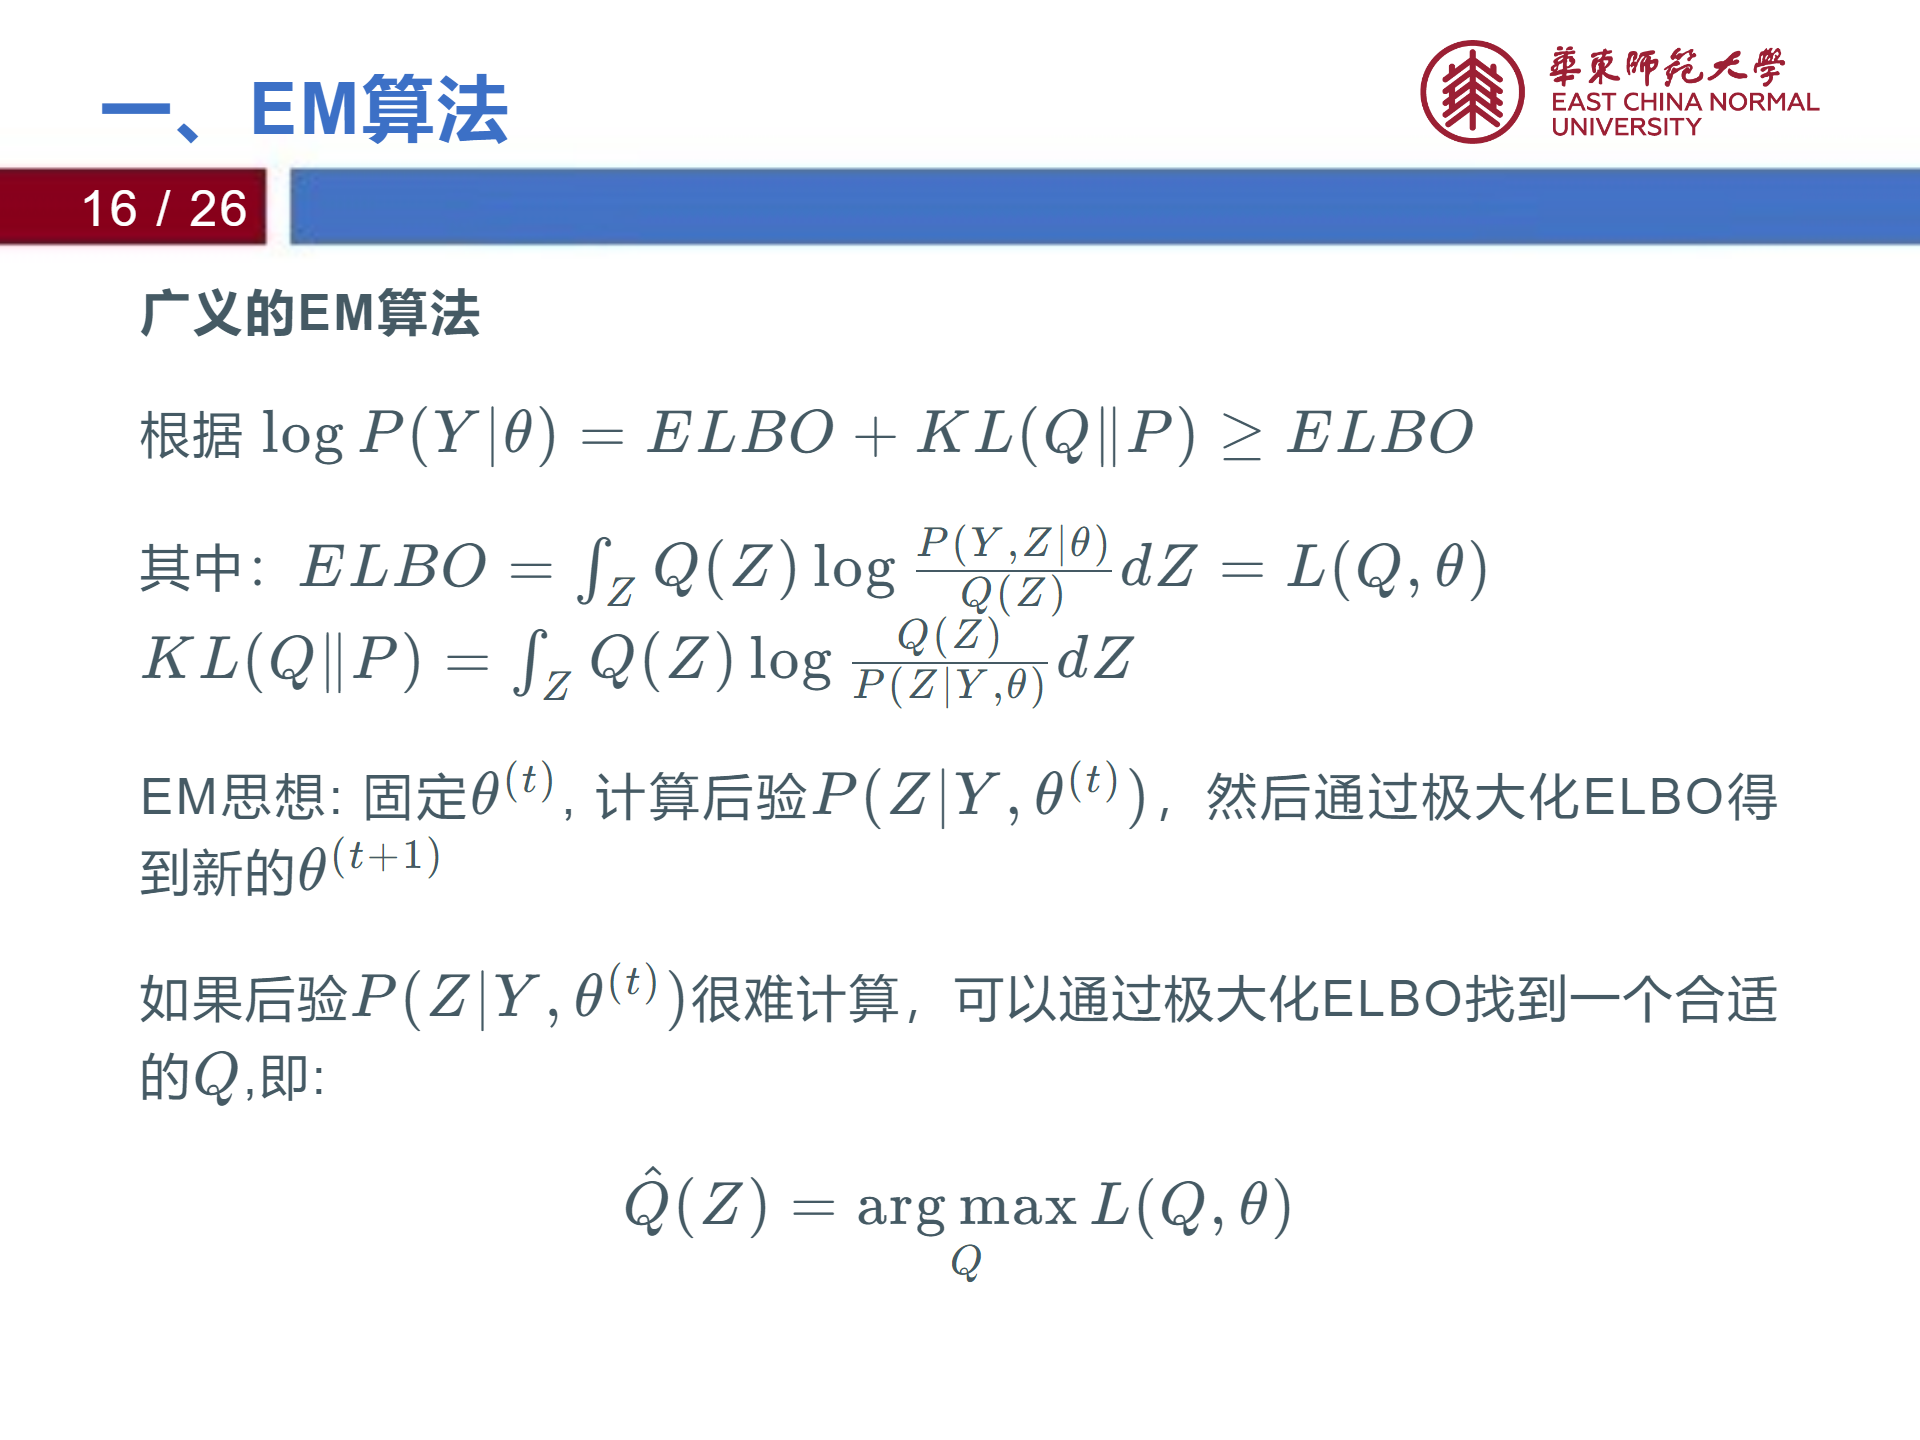 一、EM算法
華東師範大學
EAST CHINA NORMAL
UNIVERSITY
16 / 26
广义的EM算法
根据 log P(Y|θ) = ELBO + KL(Q∥P) ≥ ELBO
其中：ELBO = ∫_Z Q(Z) log \frac{P(Y,Z|θ)}{Q(Z)} dZ = L(Q, θ)
KL(Q∥P) = ∫_Z Q(Z) log \frac{Q(Z)}{P(Z|Y,θ)} dZ
EM思想: 固定θ^{(t)}, 计算后验P(Z|Y, θ^{(t)})，然后通过极大化ELBO得
到新的θ^{(t+1)}
如果后验P(Z|Y, θ^{(t)})很难计算，可以通过极大化ELBO找到一个合适
的Q,即:
\hat{Q}(Z) = \arg\max_Q L(Q, θ)